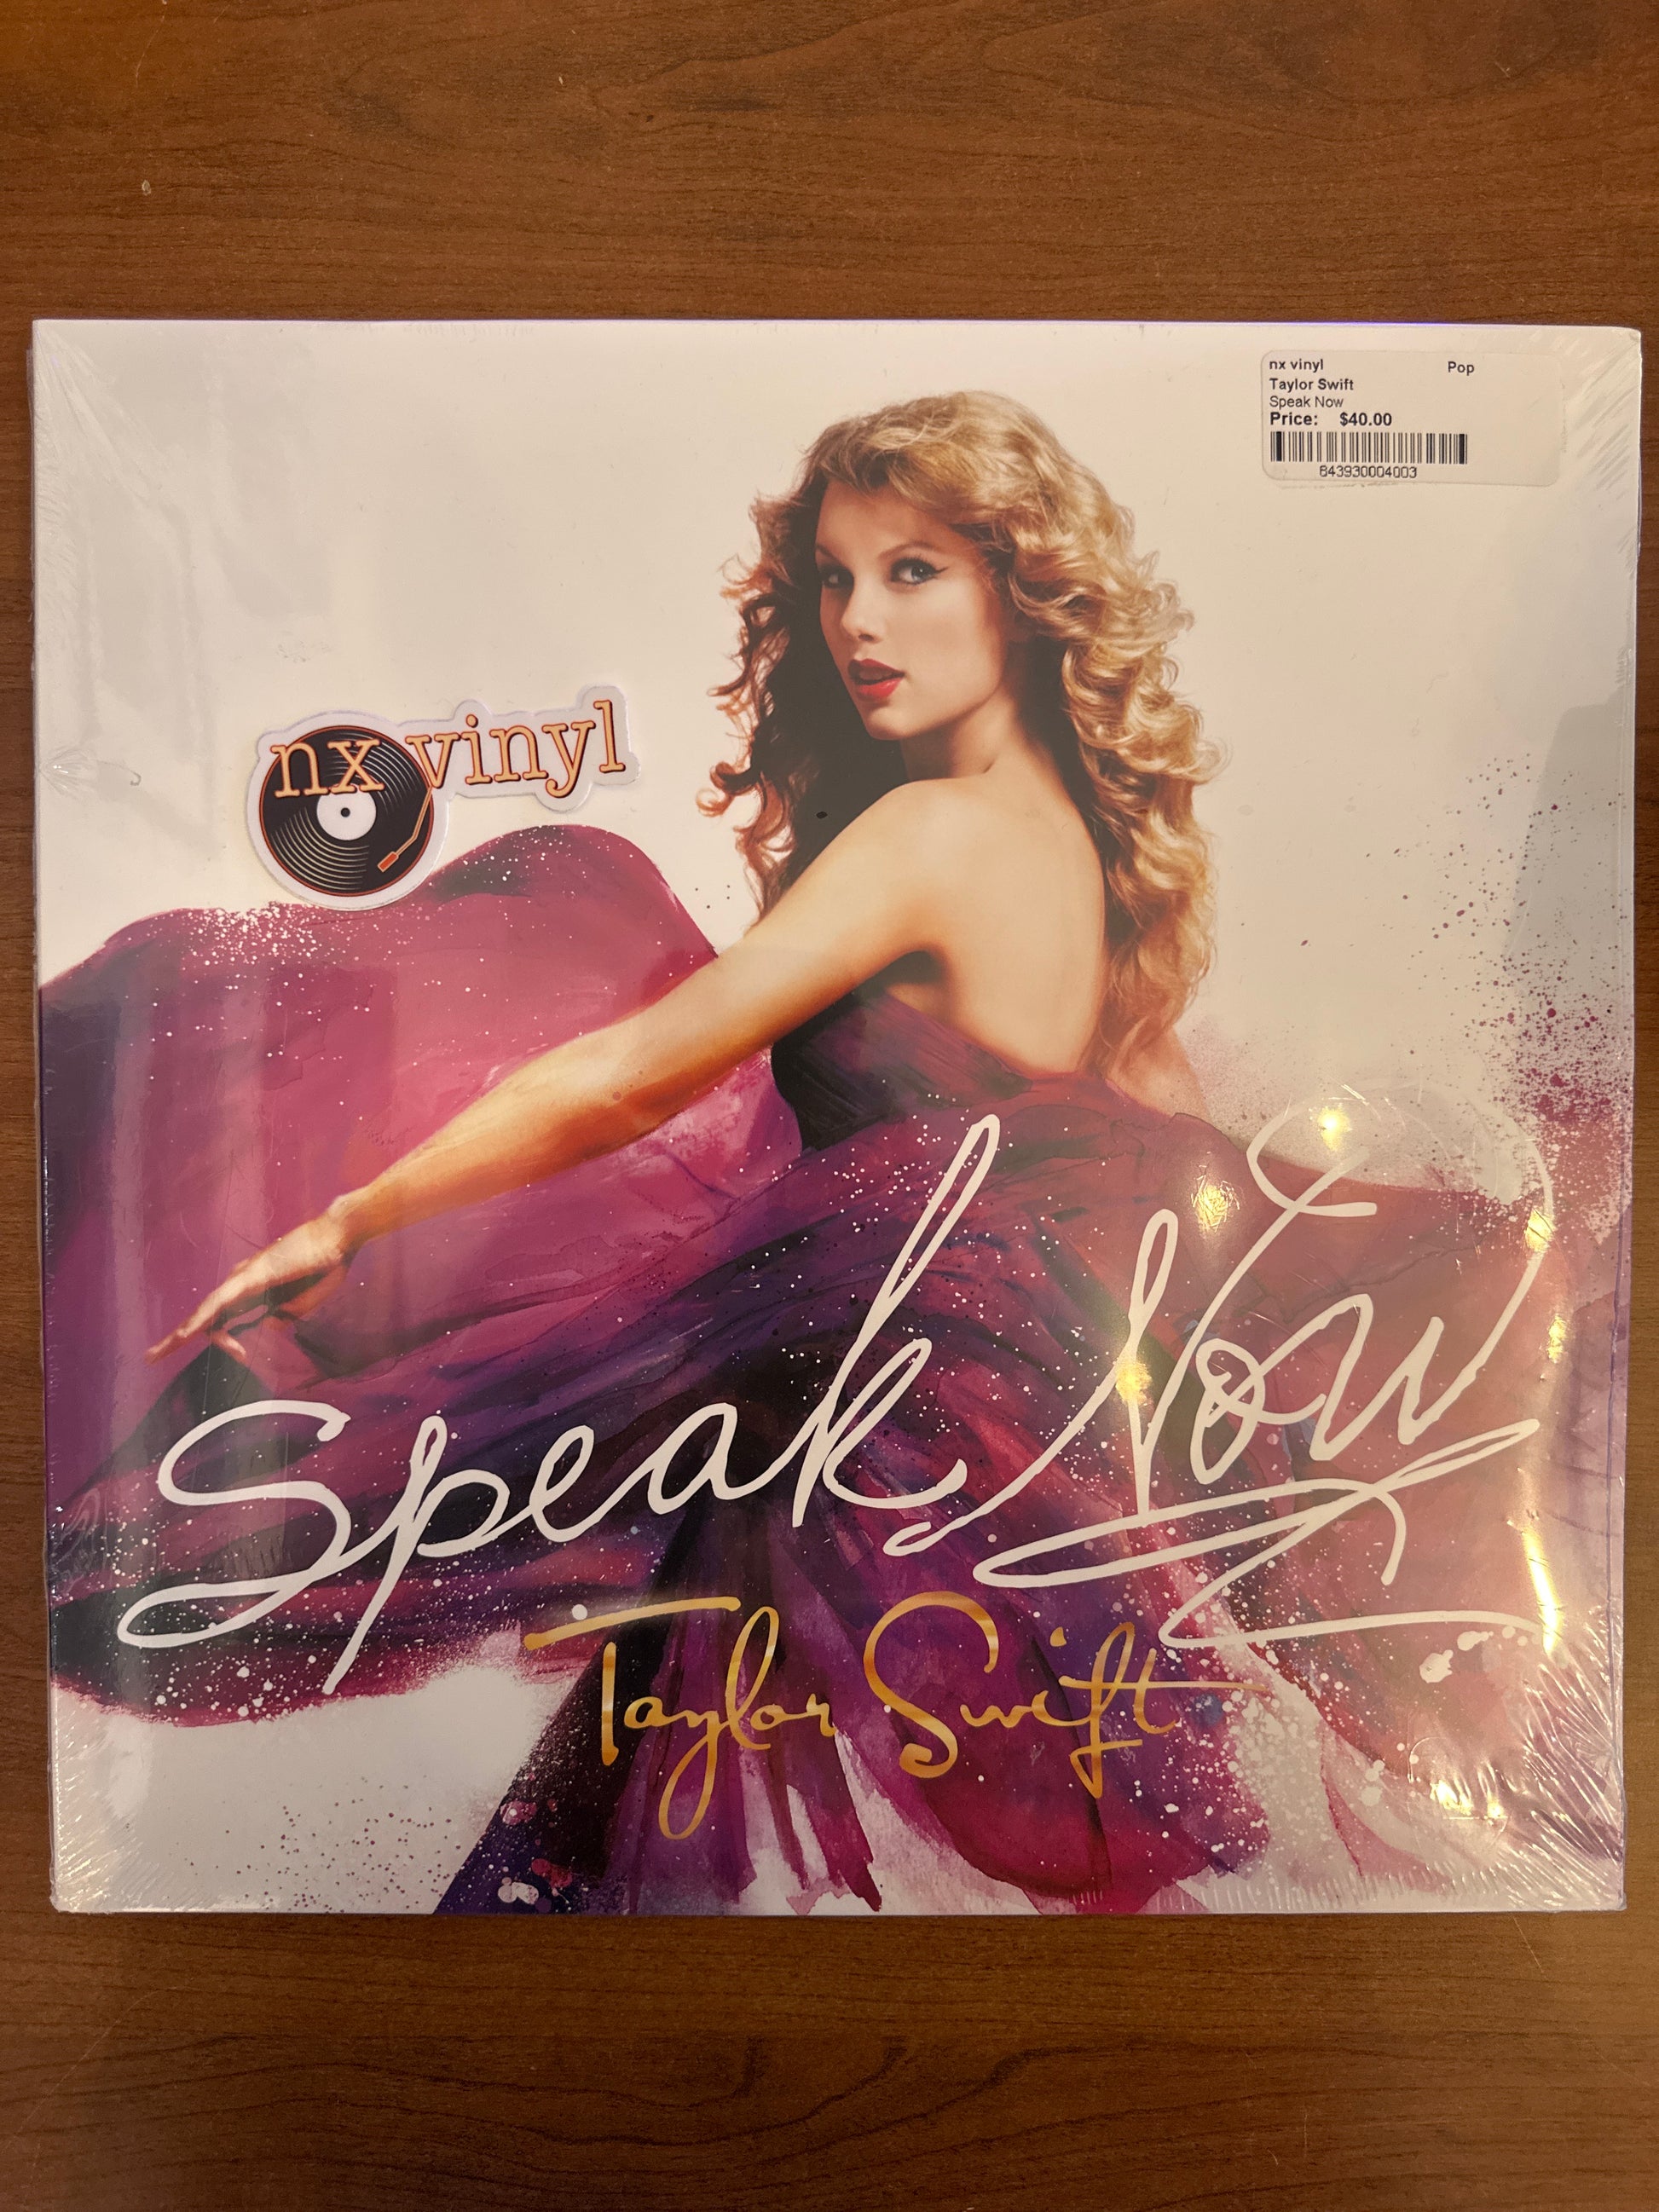 nx vinyl Pop
Taylor Swift
Speak Now
Price: $40.00
843930004003
nx vinyl
Speak Now
Taylor Swift